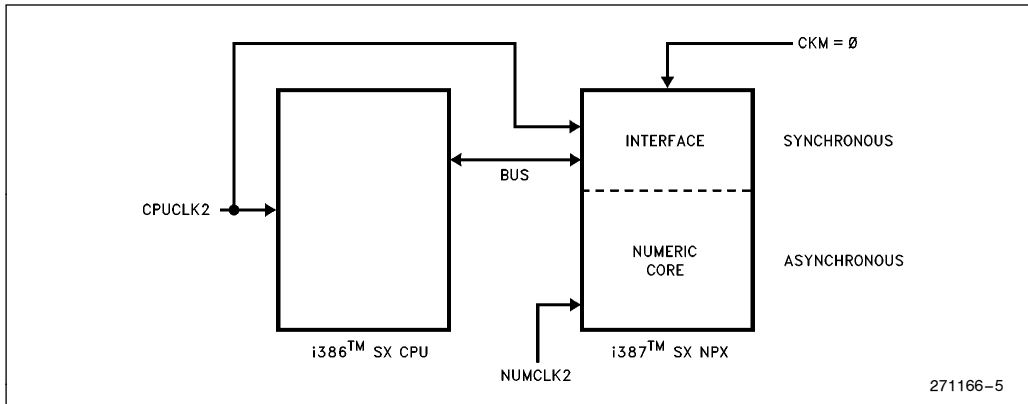 CKM = Ø
INTERFACE
SYNCHRONOUS
BUS
CPUCLK2
NUMERIC
CORE
ASYNCHRONOUS
i386™ SX CPU
i387™ SX NPX
NUMCLK2
271166–5